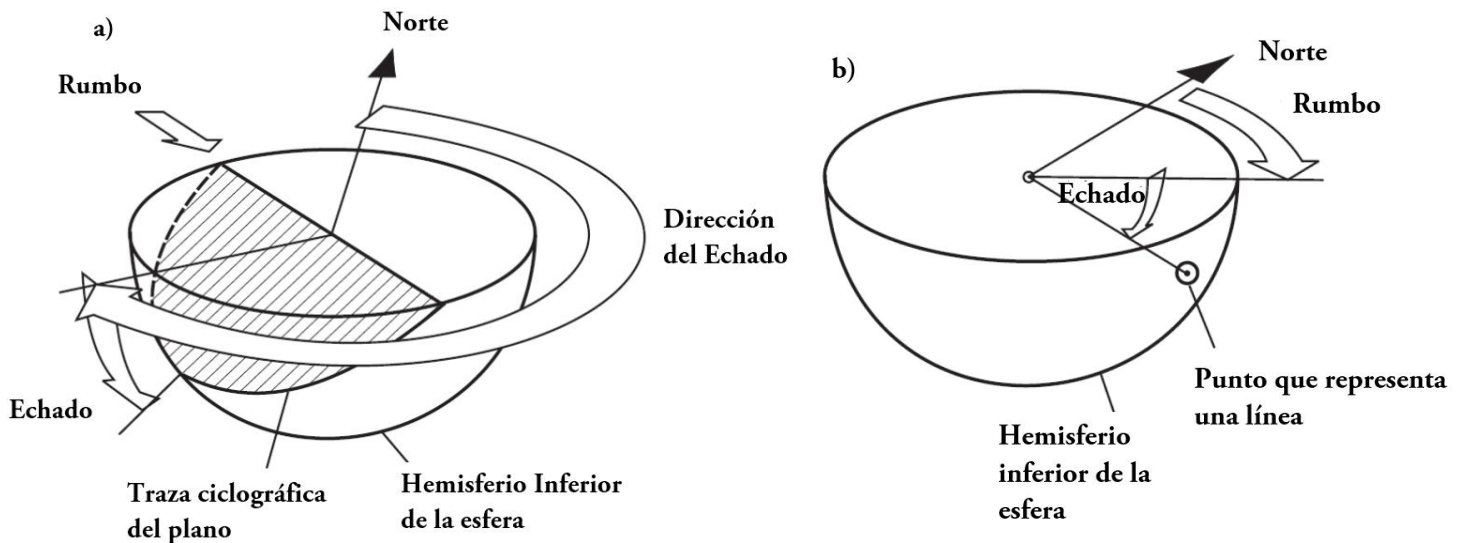 a)
Norte
Rumbo
Dirección
del Echado
Echado
Traza ciclográfica
del plano
Hemisferio Inferior
de la esfera
b)
Norte
Rumbo
Echado
Punto que representa
una línea
Hemisferio
inferior de la
esfera